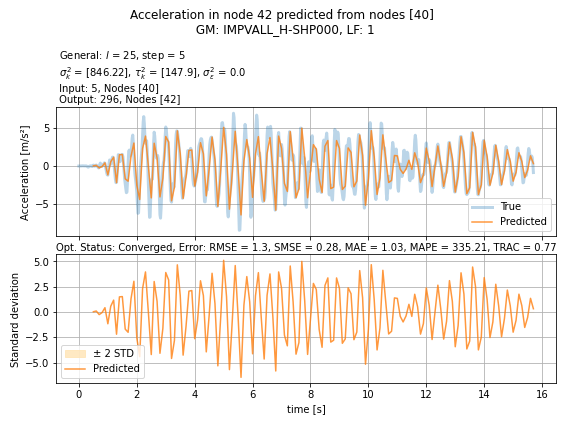 Acceleration in node 42 predicted from nodes [40]
GM: IMPVALL_H-SHP000, LF: 1
General: l = 25, step = 5
σ²ₖ = [846.22], τ²ₖ = [147.9], σ²ε = 0.0
Input: 5, Nodes [40]
Output: 296, Nodes [42]
Acceleration [m/s²]
5
0
−5
True
Predicted
Opt. Status: Converged, Error: RMSE = 1.3, SMSE = 0.28, MAE = 1.03, MAPE = 335.21, TRAC = 0.77
Standard deviation
5.0
2.5
0.0
−2.5
−5.0
± 2 STD
Predicted
0 2 4 6 8 10 12 14 16
time [s]